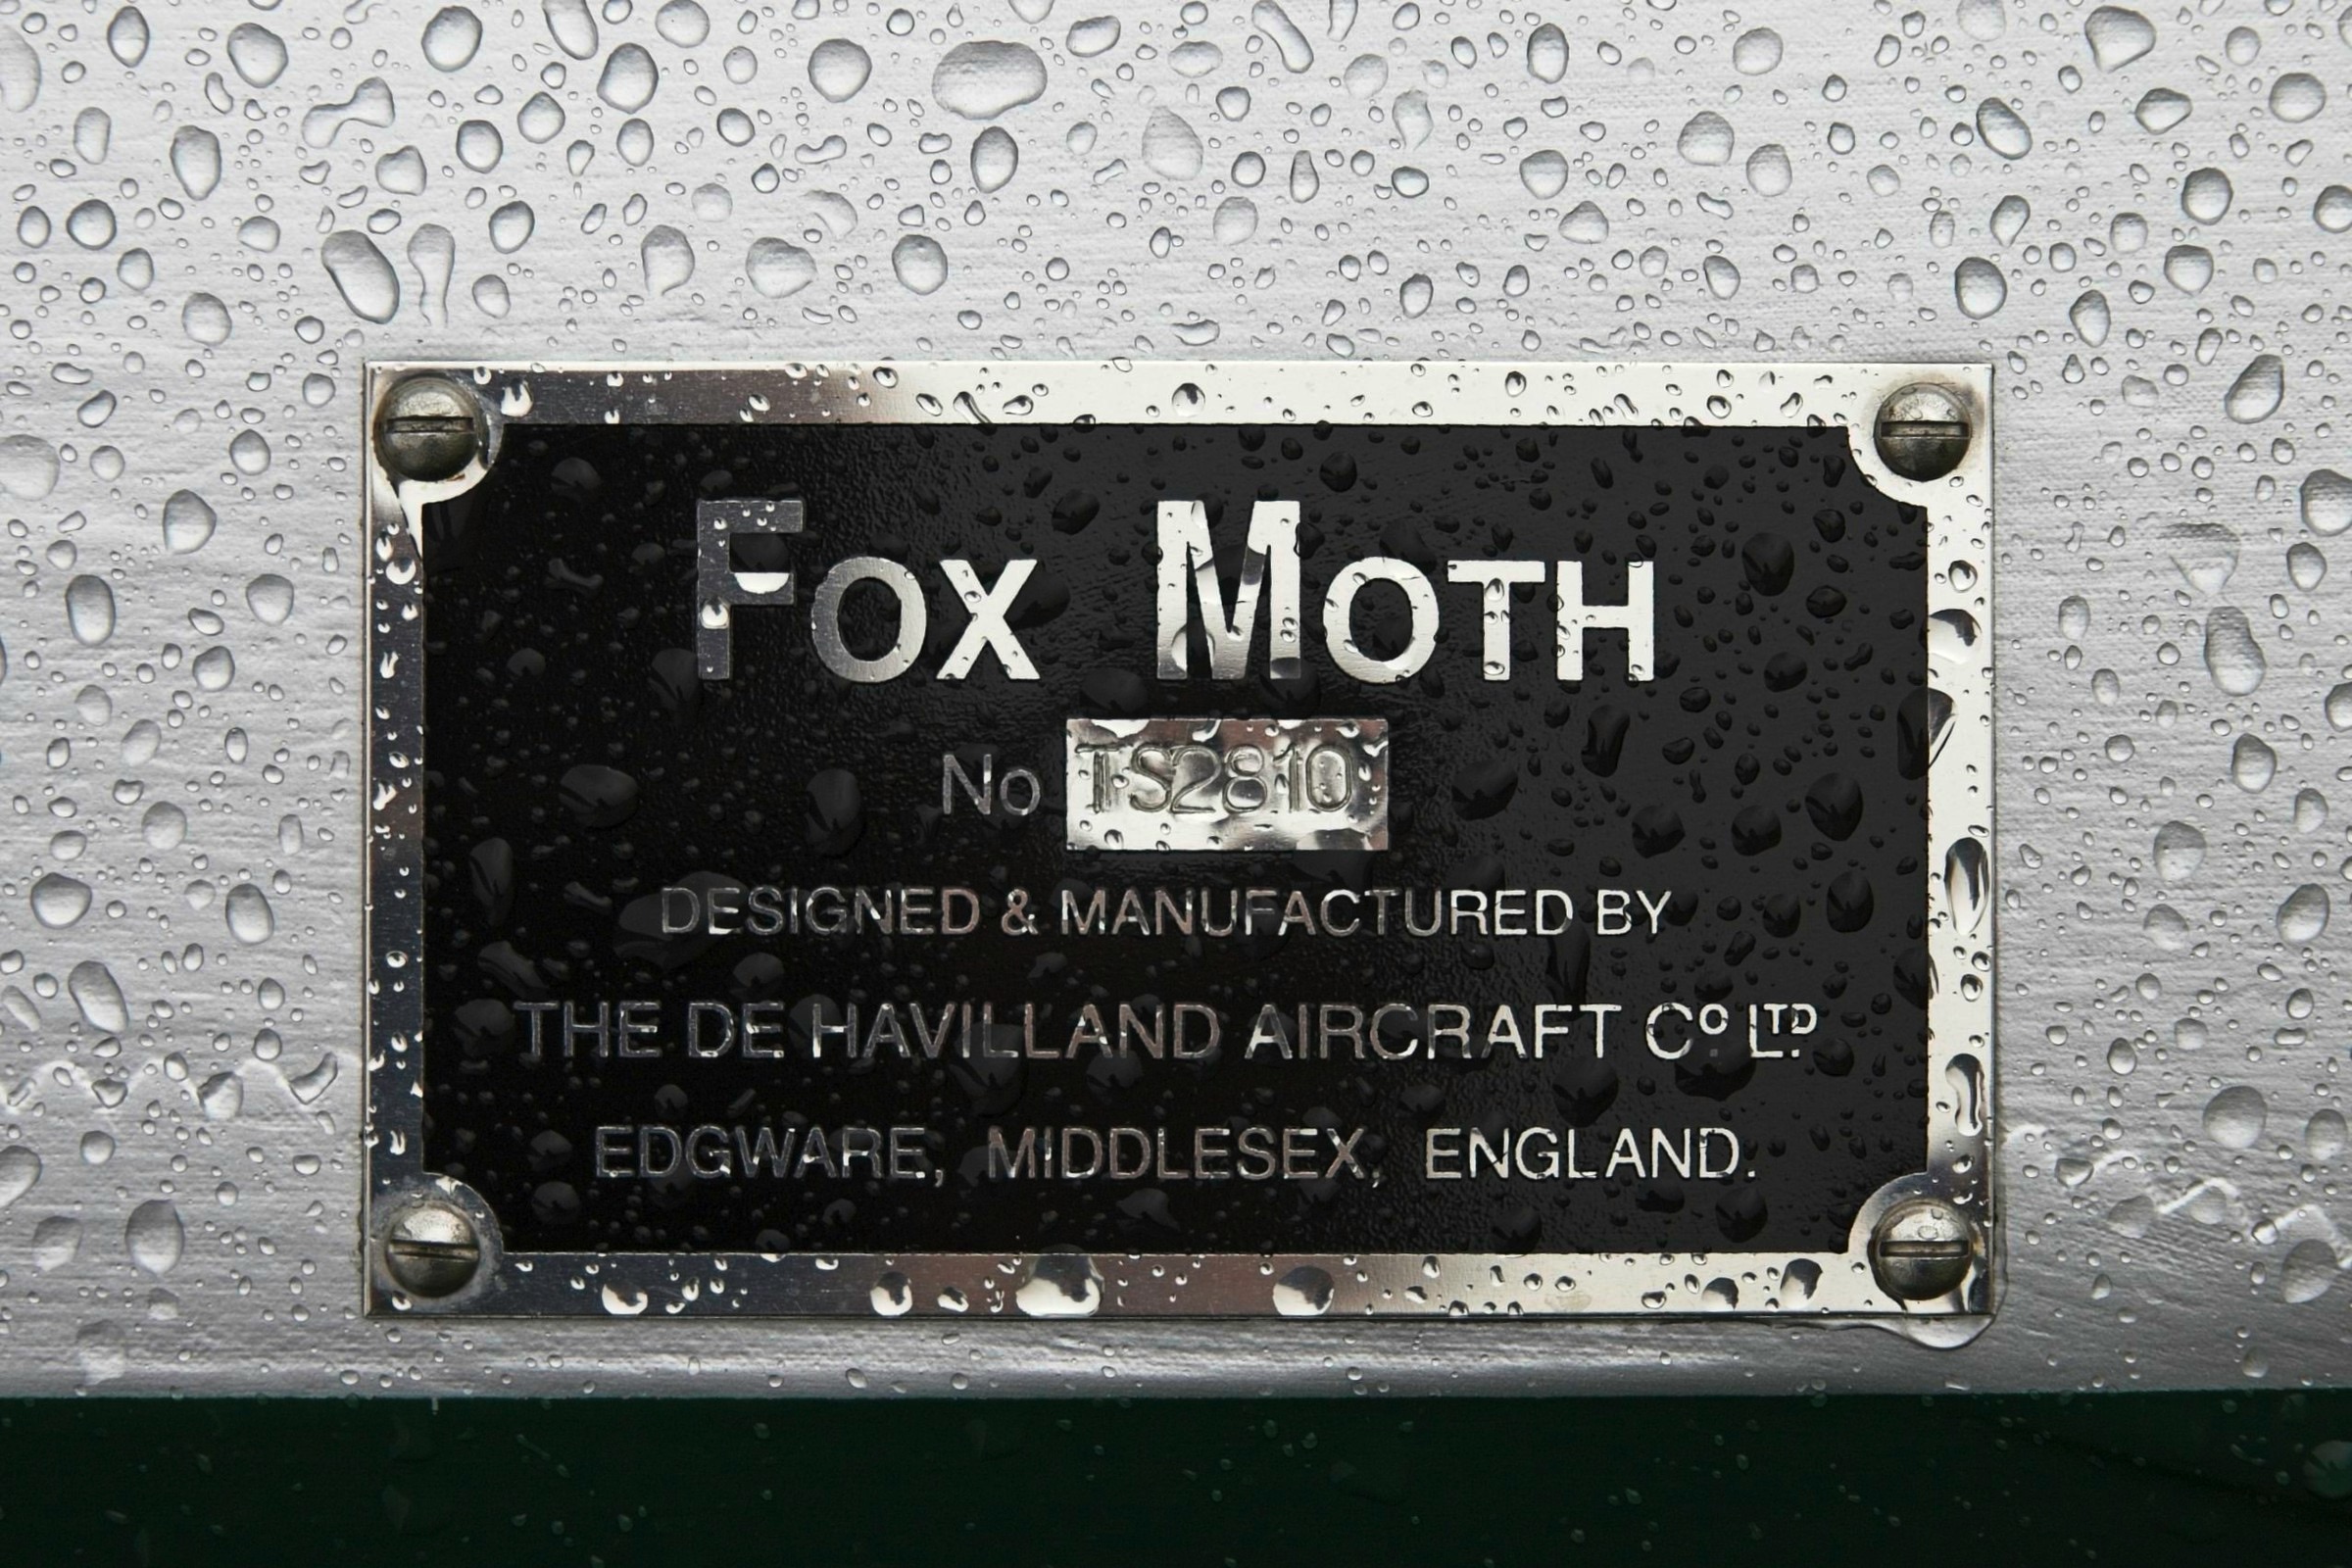 FOX MOTH
No TS2810
DESIGNED & MANUFACTURED BY
THE DE HAVILLAND AIRCRAFT Co LTD.
EDGWARE, MIDDLESEX, ENGLAND.